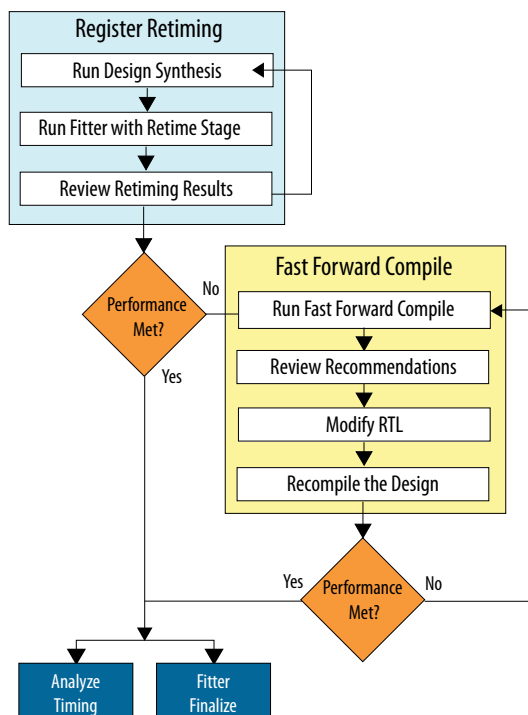 Register Retiming
Run Design Synthesis
Run Fitter with Retime Stage
Review Retiming Results
Performance
Met?
No
Yes
Fast Forward Compile
Run Fast Forward Compile
Review Recommendations
Modify RTL
Recompile the Design
Yes
Performance
Met?
No
Analyze
Timing
Fitter
Finalize